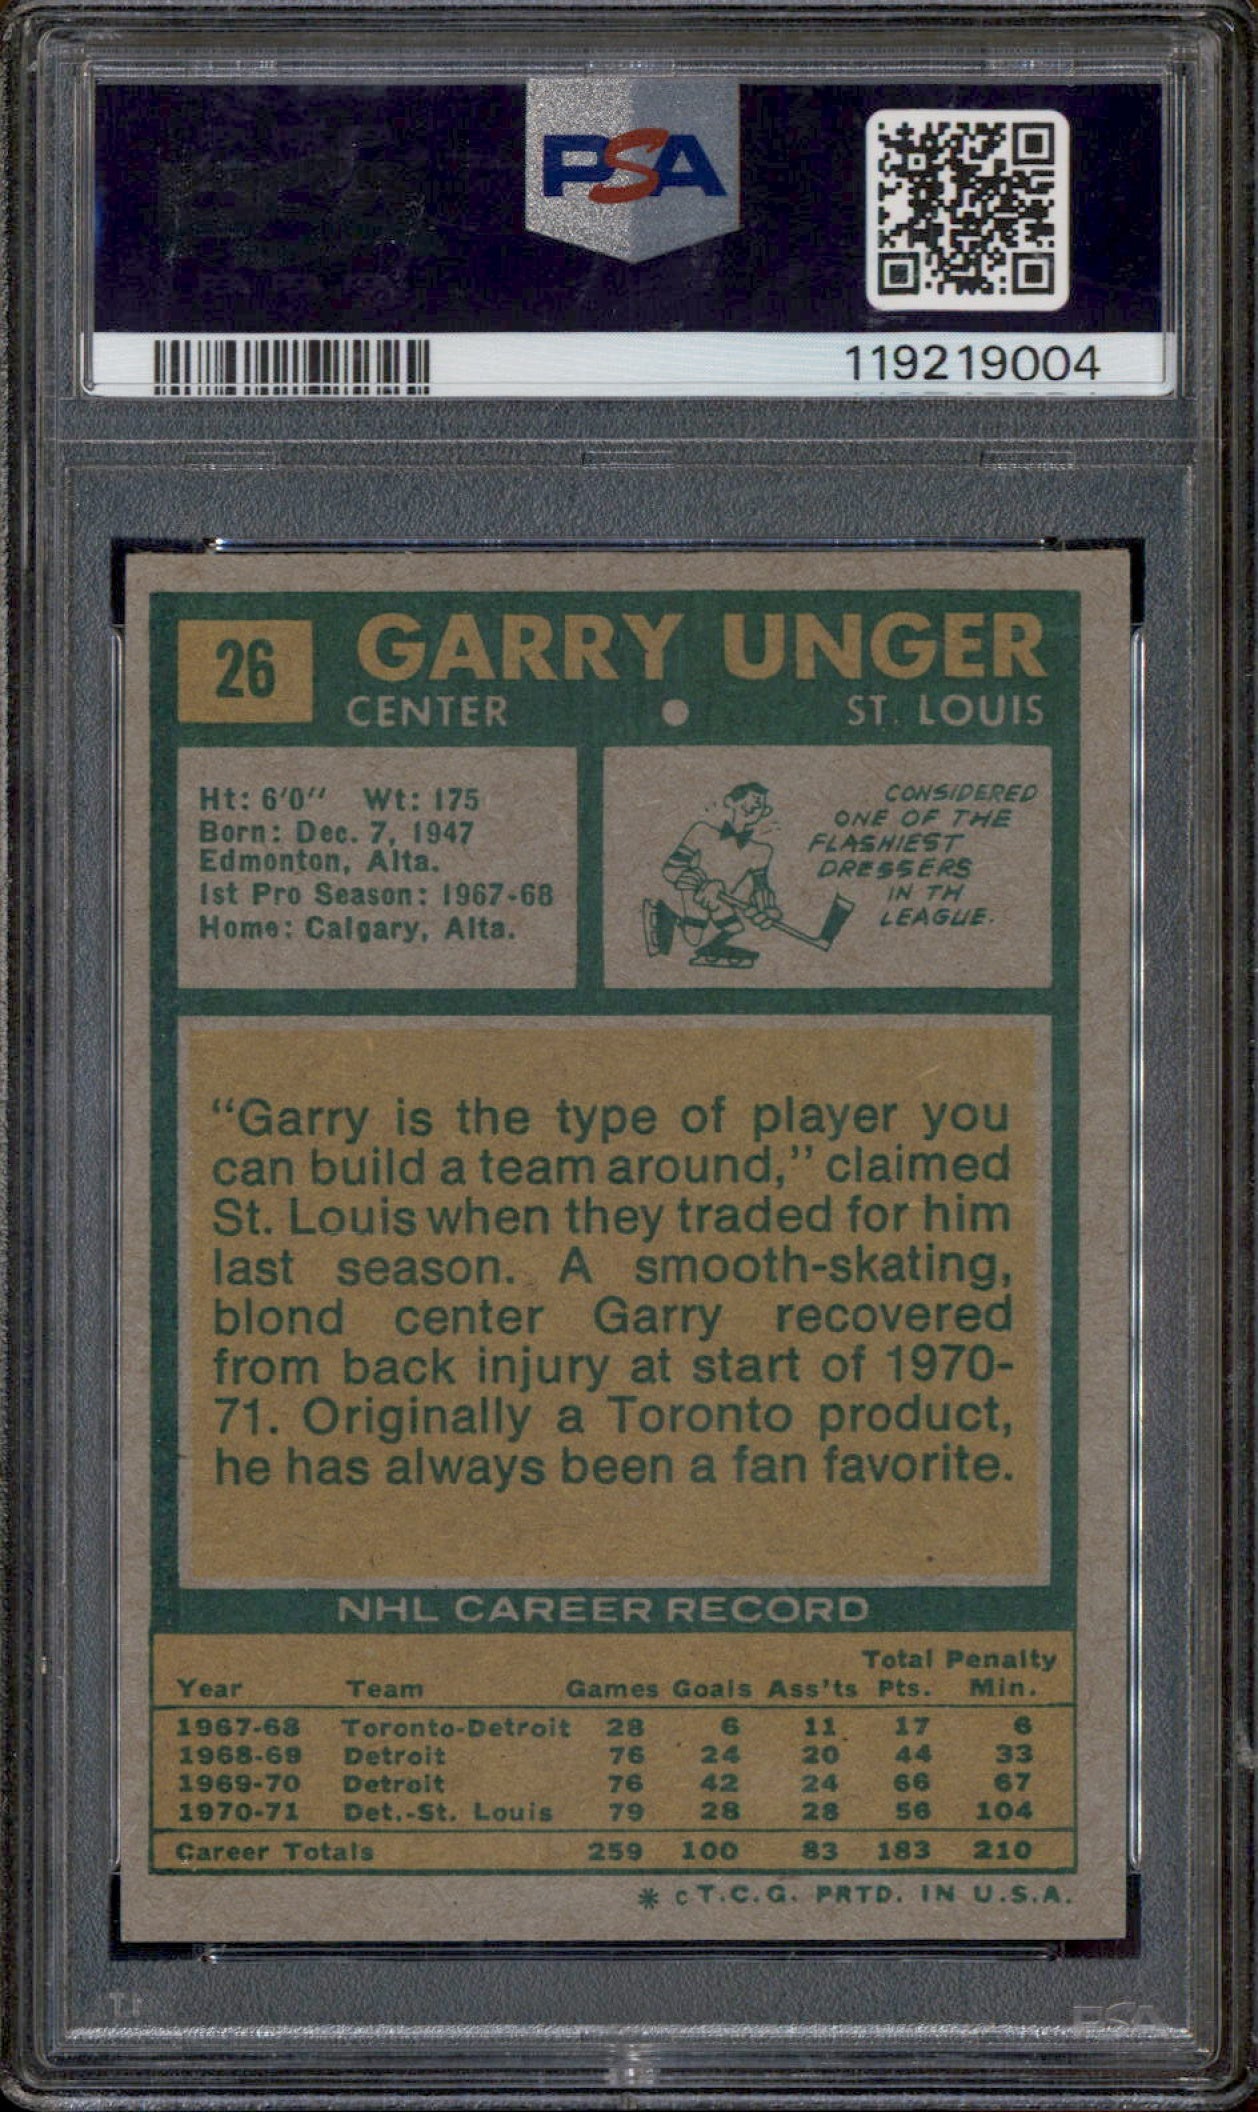 PSA
119219004
26 GARRY UNGER
CENTER • ST. LOUIS
Ht: 6'0" Wt: 175
Born: Dec. 7, 1947
Edmonton, Alta.
1st Pro Season: 1967-68
Home: Calgary, Alta.
CONSIDERED
ONE OF THE
FLASHIEST
DRESSERS
IN TH
LEAGUE.
"Garry is the type of player you
can build a team around," claimed
St. Louis when they traded for him
last season. A smooth-skating,
blond center Garry recovered
from back injury at start of 1970-
71. Originally a Toronto product,
he has always been a fan favorite.
NHL CAREER RECORD
Total Penalty
Year Team Games Goals Ass'ts Pts. Min.
1967-68 Toronto-Detroit 28 6 11 17 6
1968-69 Detroit 76 24 20 44 33
1969-70 Detroit 76 42 24 66 67
1970-71 Det.-St. Louis 79 28 28 56 104
Career Totals 259 100 83 183 210
* c T.C.G. PRTD. IN U.S.A.
PSA